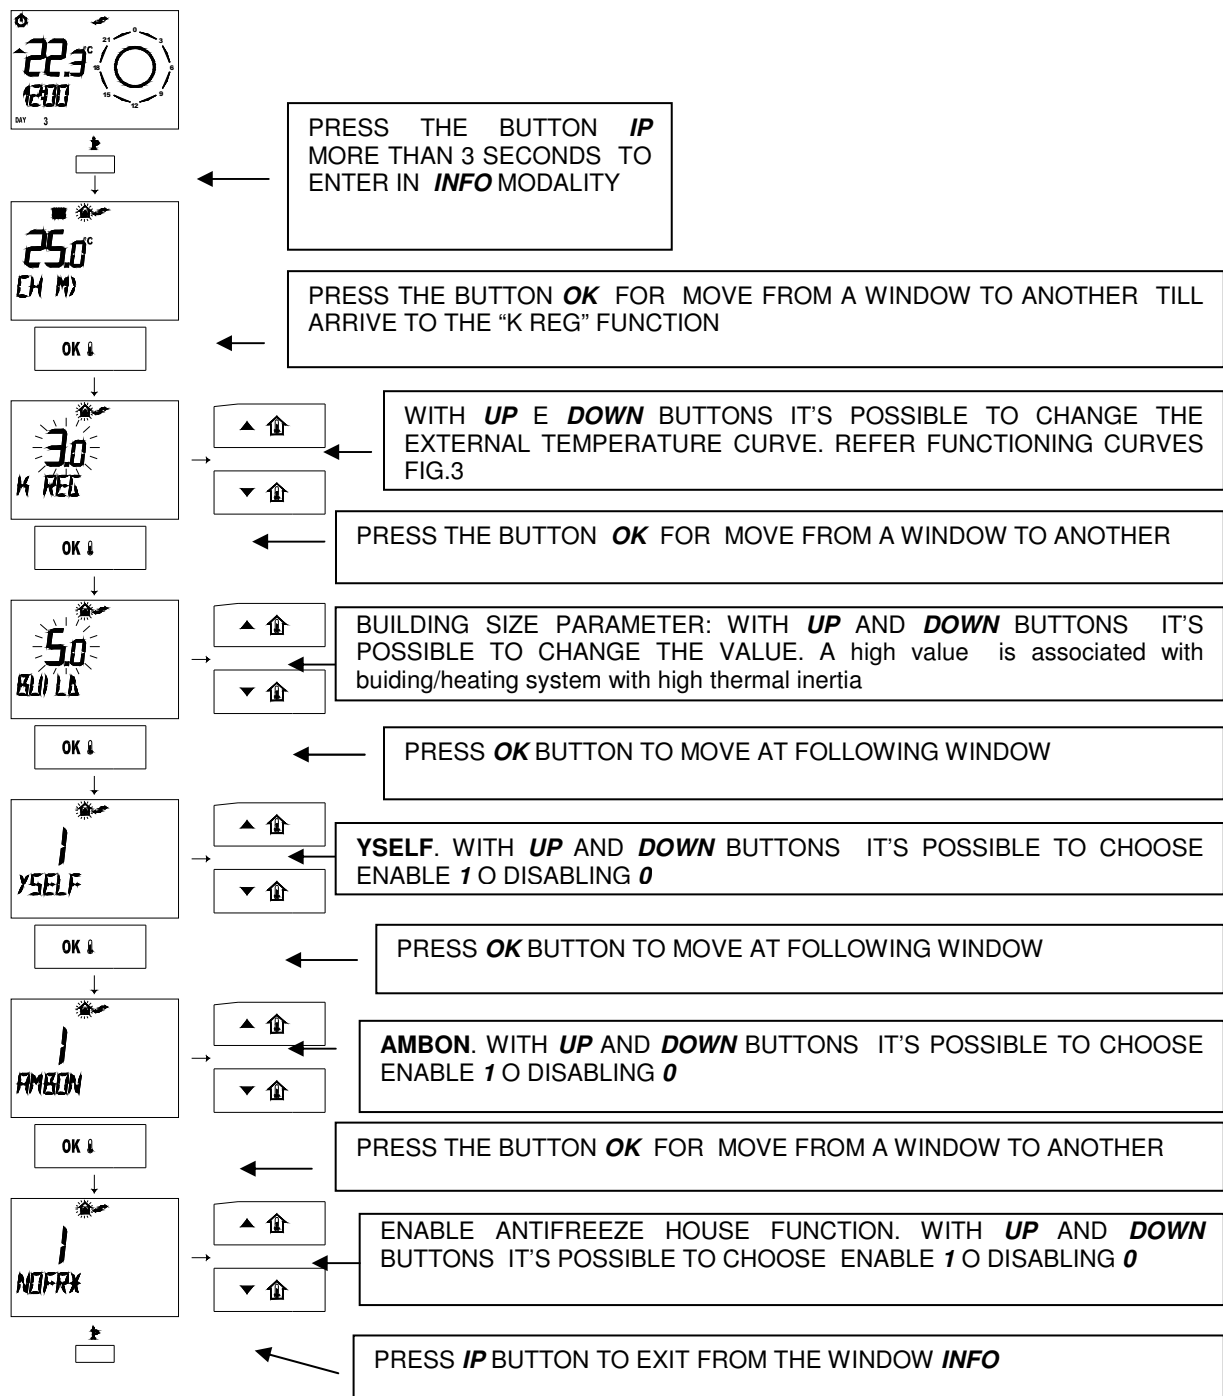 22.3 °C
0
3
6
9
12
15
18
21
12:00
DAY 3
PRESS THE BUTTON IP
MORE THAN 3 SECONDS TO
ENTER IN INFO MODALITY
25.0 °C
CH M)
PRESS THE BUTTON OK FOR MOVE FROM A WINDOW TO ANOTHER TILL
ARRIVE TO THE “K REG” FUNCTION
OK
3.0
K REG
WITH UP E DOWN BUTTONS IT'S POSSIBLE TO CHANGE THE
EXTERNAL TEMPERATURE CURVE. REFER FUNCTIONING CURVES
FIG.3
OK
PRESS THE BUTTON OK FOR MOVE FROM A WINDOW TO ANOTHER
5.0
BUILD
BUILDING SIZE PARAMETER: WITH UP AND DOWN BUTTONS IT'S
POSSIBLE TO CHANGE THE VALUE. A high value is associated with
buiding/heating system with high thermal inertia
OK
PRESS OK BUTTON TO MOVE AT FOLLOWING WINDOW
1
YSELF
YSELF. WITH UP AND DOWN BUTTONS IT'S POSSIBLE TO CHOOSE
ENABLE 1 O DISABLING 0
OK
PRESS OK BUTTON TO MOVE AT FOLLOWING WINDOW
1
AMBON
AMBON. WITH UP AND DOWN BUTTONS IT'S POSSIBLE TO CHOOSE
ENABLE 1 O DISABLING 0
OK
PRESS THE BUTTON OK FOR MOVE FROM A WINDOW TO ANOTHER
1
NOFRX
ENABLE ANTIFREEZE HOUSE FUNCTION. WITH UP AND DOWN
BUTTONS IT'S POSSIBLE TO CHOOSE ENABLE 1 O DISABLING 0
PRESS IP BUTTON TO EXIT FROM THE WINDOW INFO